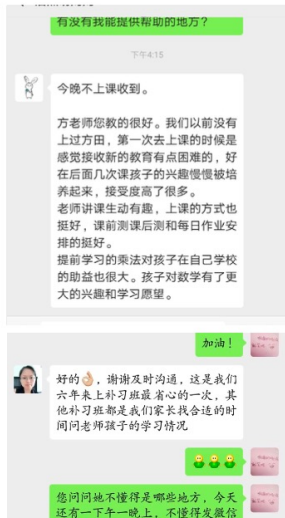 有没有我能提供帮助的地方？
下午4:15
今晚不上课收到。
方老师您教的很好。我们以前没有
上过方田，第一次去上课的时候是
感觉接收新的教育有点困难的，好
在后面几次课孩子的兴趣慢慢被培
养起来，接受度高了很多。
老师讲课生动有趣，上课的方式也
挺好，课前测课后测和每日作业安
排的挺好。
提前学习的乘法对孩子在自己学校
的助益也很大。孩子对数学有了更
大的兴趣和学习愿望。
加油！
好的👌🏻，谢谢及时沟通，这是我们
六年来上补习班最省心的一次，其
他补习班都是我们家长找合适的时
间问老师孩子的学习情况
您问问她不懂得是哪些地方，今天
还有一下午一晚上，不懂得发微信